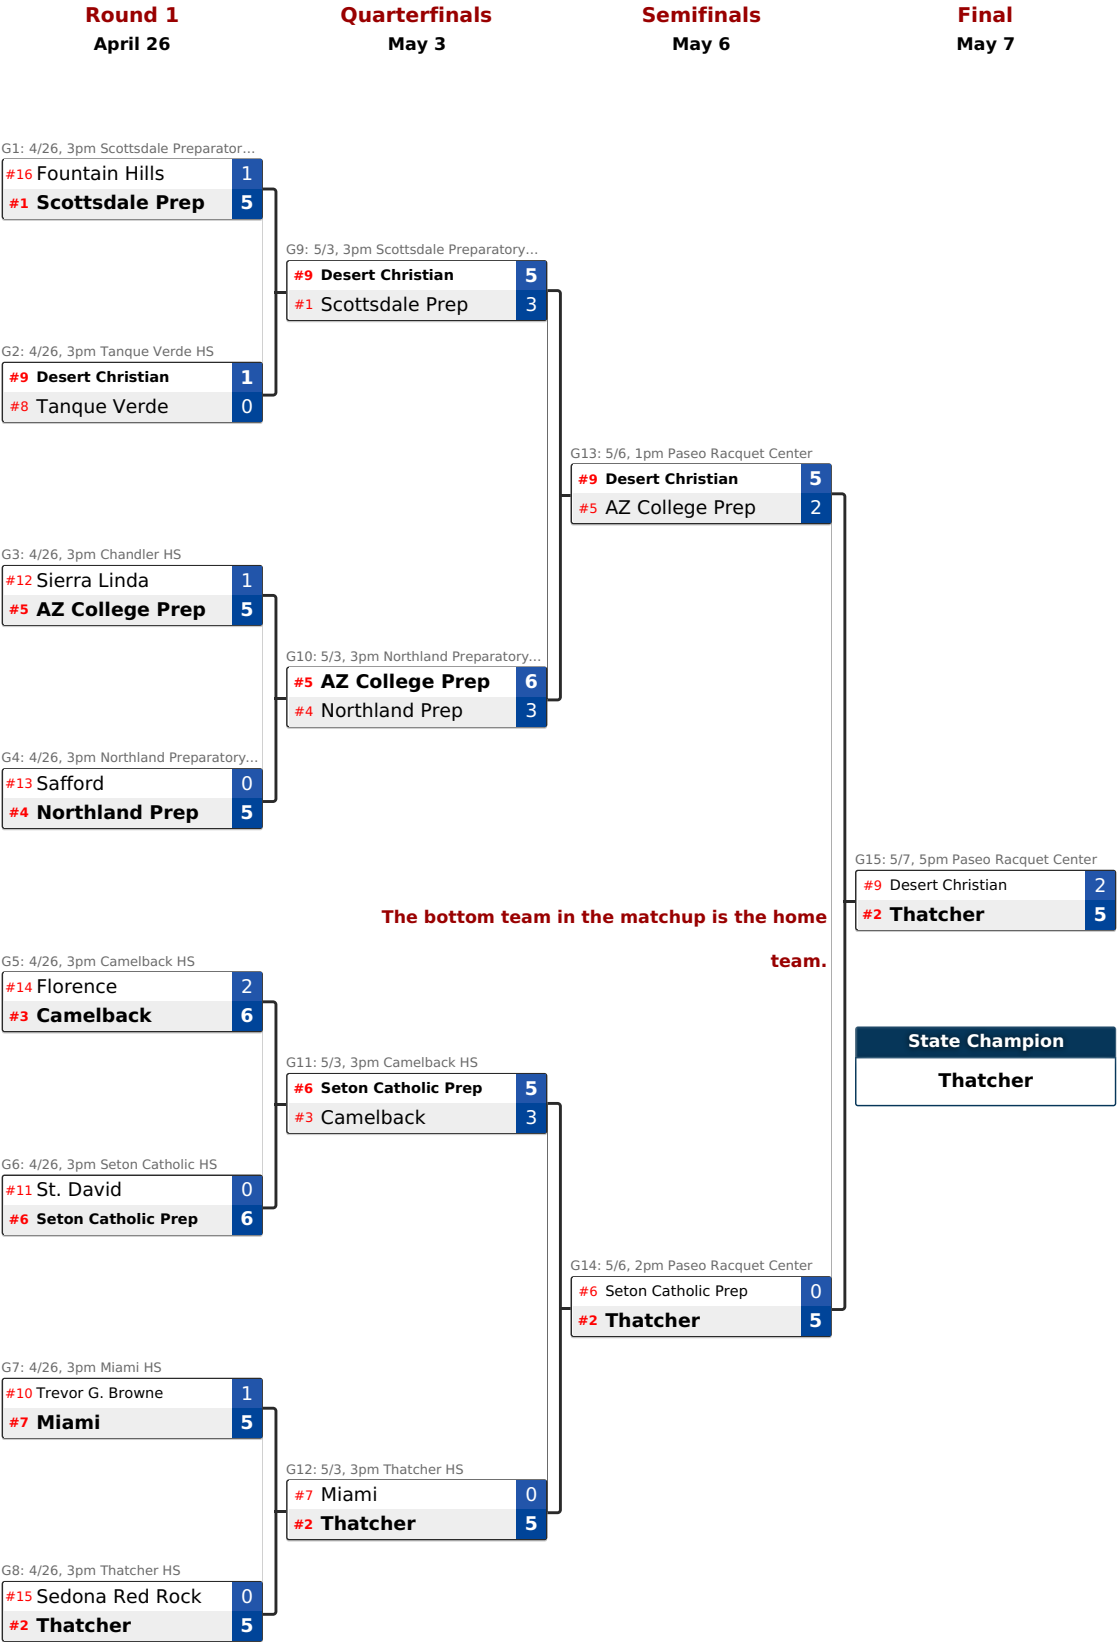 Round 1
April 26
Quarterfinals
May 3
Semifinals
May 6
Final
May 7
G1: 4/26, 3pm Scottsdale Preparator...
#16 Fountain Hills 1
#1 Scottsdale Prep 5
G2: 4/26, 3pm Tanque Verde HS
#9 Desert Christian 1
#8 Tanque Verde 0
G3: 4/26, 3pm Chandler HS
#12 Sierra Linda 1
#5 AZ College Prep 5
G4: 4/26, 3pm Northland Preparatory...
#13 Safford 0
#4 Northland Prep 5
G5: 4/26, 3pm Camelback HS
#14 Florence 2
#3 Camelback 6
G6: 4/26, 3pm Seton Catholic HS
#11 St. David 0
#6 Seton Catholic Prep 6
G7: 4/26, 3pm Miami HS
#10 Trevor G. Browne 1
#7 Miami 5
G8: 4/26, 3pm Thatcher HS
#15 Sedona Red Rock 0
#2 Thatcher 5
G9: 5/3, 3pm Scottsdale Preparatory...
#9 Desert Christian 5
#1 Scottsdale Prep 3
G10: 5/3, 3pm Northland Preparatory...
#5 AZ College Prep 6
#4 Northland Prep 3
G11: 5/3, 3pm Camelback HS
#6 Seton Catholic Prep 5
#3 Camelback 3
G12: 5/3, 3pm Thatcher HS
#7 Miami 0
#2 Thatcher 5
G13: 5/6, 1pm Paseo Racquet Center
#9 Desert Christian 5
#5 AZ College Prep 2
The bottom team in the matchup is the home
team.
G14: 5/6, 2pm Paseo Racquet Center
#6 Seton Catholic Prep 0
#2 Thatcher 5
G15: 5/7, 5pm Paseo Racquet Center
#9 Desert Christian 2
#2 Thatcher 5
State Champion
Thatcher